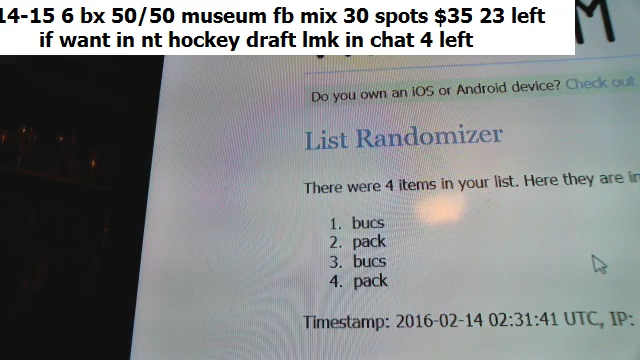 14-15 6 bx 50/50 museum fb mix 30 spots $35 23 left
if want in nt hockey draft lmk in chat 4 left
M
Do you own an iOS or Android device? Check out
List Randomizer
There were 4 items in your list. Here they are in
1. bucs
2. pack
3. bucs
4. pack
Timestamp: 2016-02-14 02:31:41 UTC, IP: